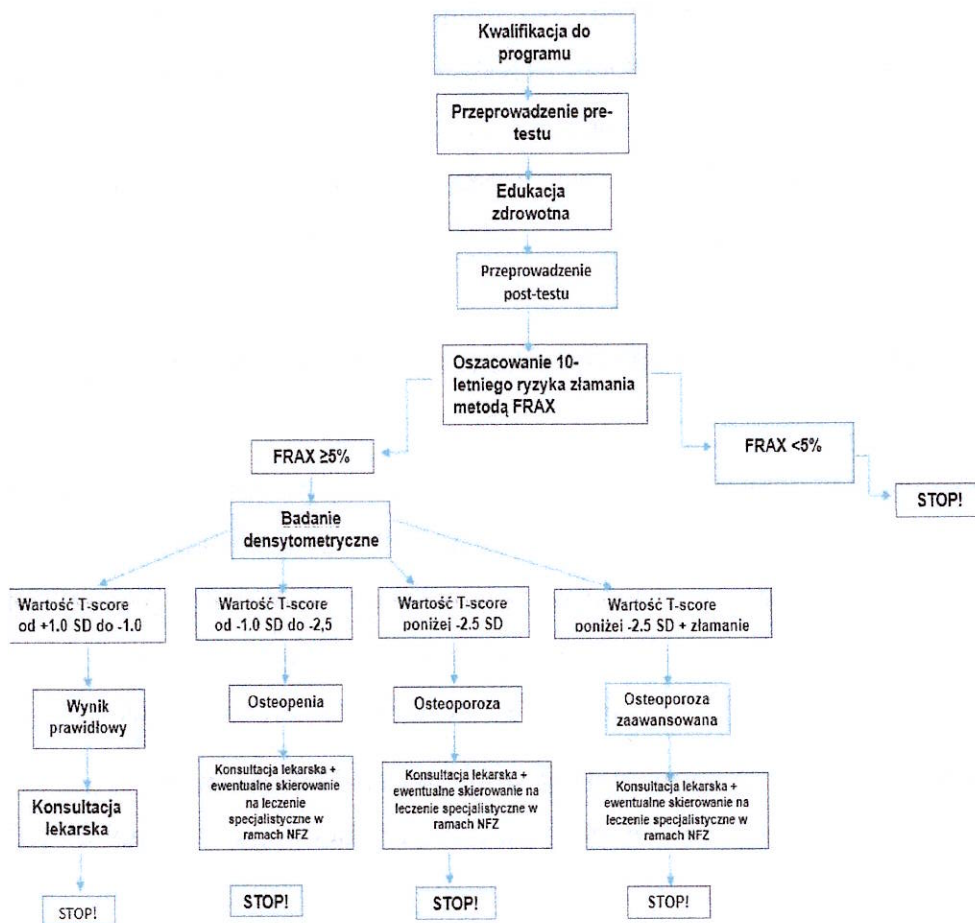 Kwalifikacja do
programu
Przeprowadzenie pre-
testu
Edukacja
zdrowotna
Przeprowadzenie
post-testu
Oszacowanie 10-
letniego ryzyka złamania
metodą FRAX
FRAX ≥5%
FRAX <5%
STOP!
Badanie
densytometryczne
Wartość T-score
od +1.0 SD do -1.0
Wartość T-score
od -1.0 SD do -2,5
Wartość T-score
poniżej -2.5 SD
Wartość T-score
poniżej -2.5 SD + złamanie
Wynik
prawidłowy
Osteopenia
Osteoporoza
Osteoporoza
zaawansowana
Konsultacja
lekarska
Konsultacja lekarska +
ewentualne skierowanie
na leczenie
specjalistyczne w
ramach NFZ
Konsultacja lekarska +
ewentualne skierowanie na
leczenie specjalistyczne w
ramach NFZ
Konsultacja lekarska +
ewentualne skierowanie na
leczenie specjalistyczne w
ramach NFZ
STOP!
STOP!
STOP!
STOP!